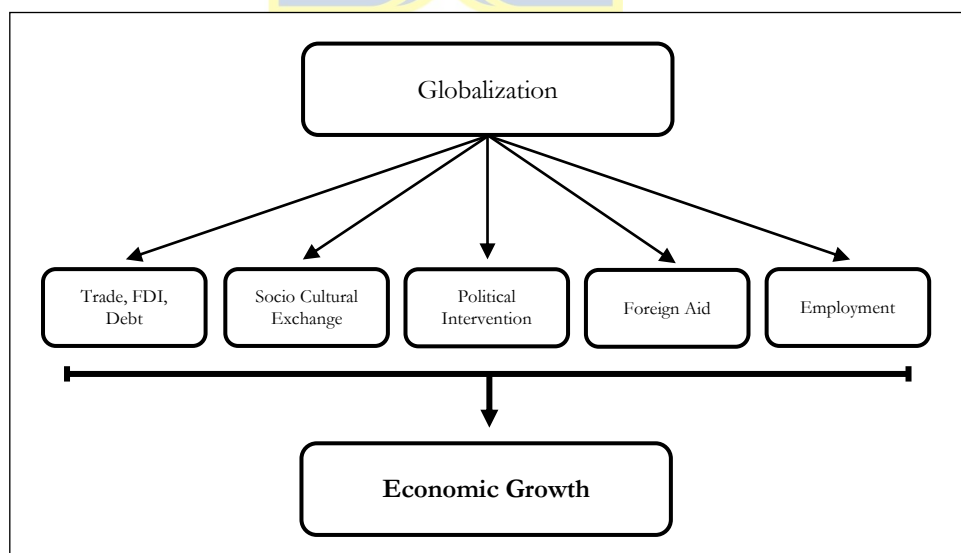 Globalization
Trade, FDI,
Debt
Socio Cultural
Exchange
Political
Intervention
Foreign Aid
Employment
Economic Growth